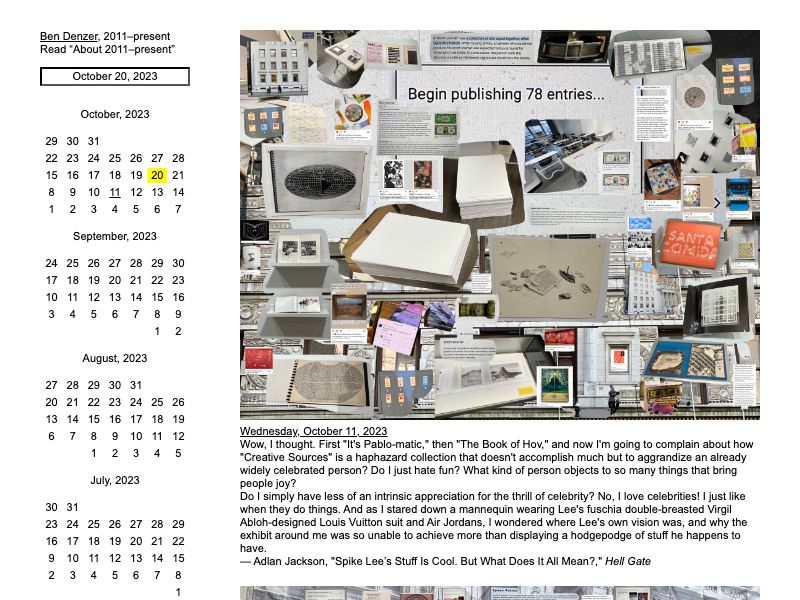 Ben Denzer, 2011–present
Read “About 2011–present”
October 20, 2023
October, 2023
29 30 31
22 23 24 25 26 27 28
15 16 17 18 19 20 21
8 9 10 11 12 13 14
1 2 3 4 5 6 7
September, 2023
24 25 26 27 28 29 30
17 18 19 20 21 22 23
10 11 12 13 14 15 16
3 4 5 6 7 8 9
1 2
August, 2023
27 28 29 30 31
20 21 22 23 24 25 26
13 14 15 16 17 18 19
6 7 8 9 10 11 12
1 2 3 4 5
July, 2023
30 31
23 24 25 26 27 28 29
16 17 18 19 20 21 22
9 10 11 12 13 14 15
2 3 4 5 6 7 8
1
Begin publishing 78 entries...
SANTA
COMIDA
Wednesday, October 11, 2023
Wow, I thought. First "It's Pablo-matic," then "The Book of Hov," and now I'm going to complain about how
"Creative Sources" is a haphazard collection that doesn't accomplish much but to aggrandize an already
widely celebrated person? Do I just hate fun? What kind of person objects to so many things that bring
people joy?
Do I simply have less of an intrinsic appreciation for the thrill of celebrity? No, I love celebrities! I just like
when they do things. And as I stared down a mannequin wearing Lee's fuschia double-breasted Virgil
Abloh-designed Louis Vuitton suit and Air Jordans, I wondered where Lee's own vision was, and why the
exhibit around me was so unable to achieve more than displaying a hodgepodge of stuff he happens to
have.
— Adlan Jackson, "Spike Lee’s Stuff Is Cool. But What Does It All Mean?," Hell Gate